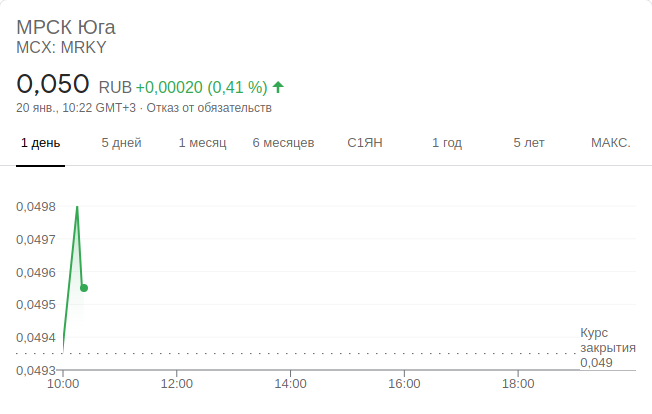 МРСК Юга
MCX: MRKY
0,050 RUB +0,00020 (0,41 %)
20 янв., 10:22 GMT+3 · Отказ от обязательств
1 день 5 дней 1 месяц 6 месяцев С1ЯН 1 год 5 лет МАКС.
0,0498
0,0497
0,0496
0,0495
0,0494
0,0493
Курс
закрытия
0,049
10:00 12:00 14:00 16:00 18:00